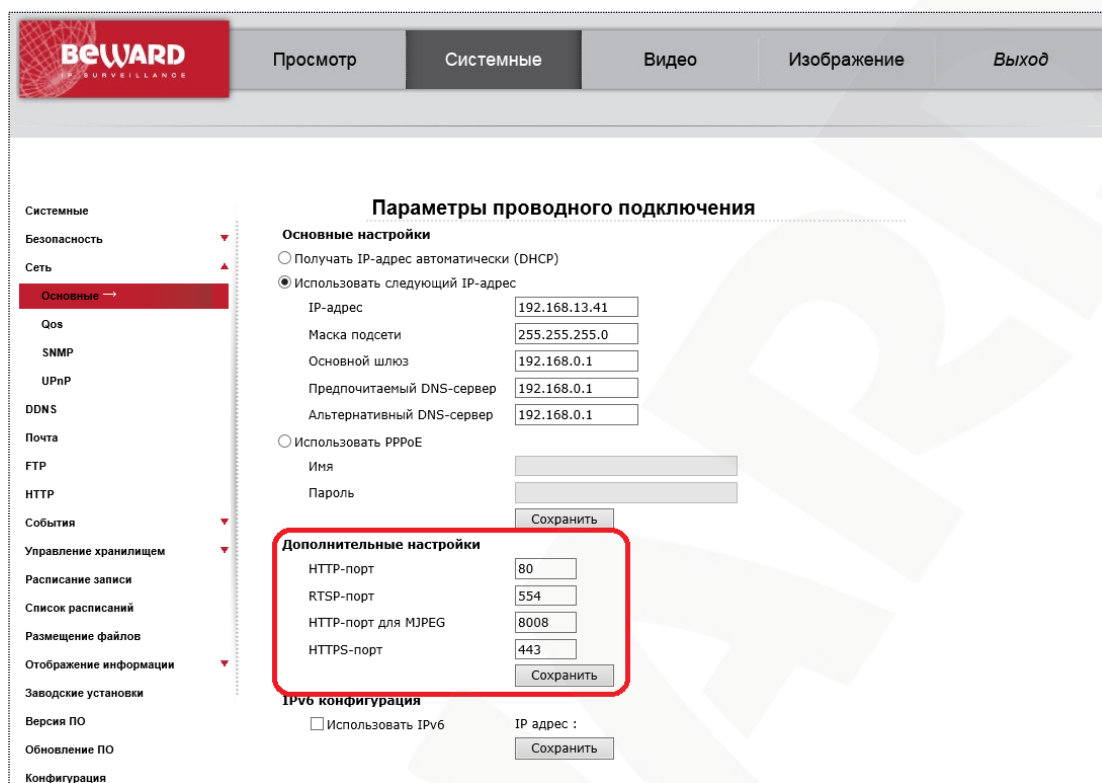 BEWARD
IP SURVEILLANCE
Просмотр
Системные
Видео
Изображение
Выход
Системные
Безопасность
Сеть
Основные →
Qos
SNMP
UPnP
DDNS
Почта
FTP
HTTP
События
Управление хранилищем
Расписание записи
Список расписаний
Размещение файлов
Отображение информации
Заводские установки
Версия ПО
Обновление ПО
Конфигурация
Параметры проводного подключения
Основные настройки
Получать IP-адрес автоматически (DHCP)
Использовать следующий IP-адрес
IP-адрес 192.168.13.41
Маска подсети 255.255.255.0
Основной шлюз 192.168.0.1
Предпочитаемый DNS-сервер 192.168.0.1
Альтернативный DNS-сервер 192.168.0.1
Использовать PPPoE
Имя
Пароль
Сохранить
Дополнительные настройки
HTTP-порт 80
RTSP-порт 554
HTTP-порт для MJPEG 8008
HTTPS-порт 443
Сохранить
IPv6 конфигурация
Использовать IPv6 IP адрес :
Сохранить